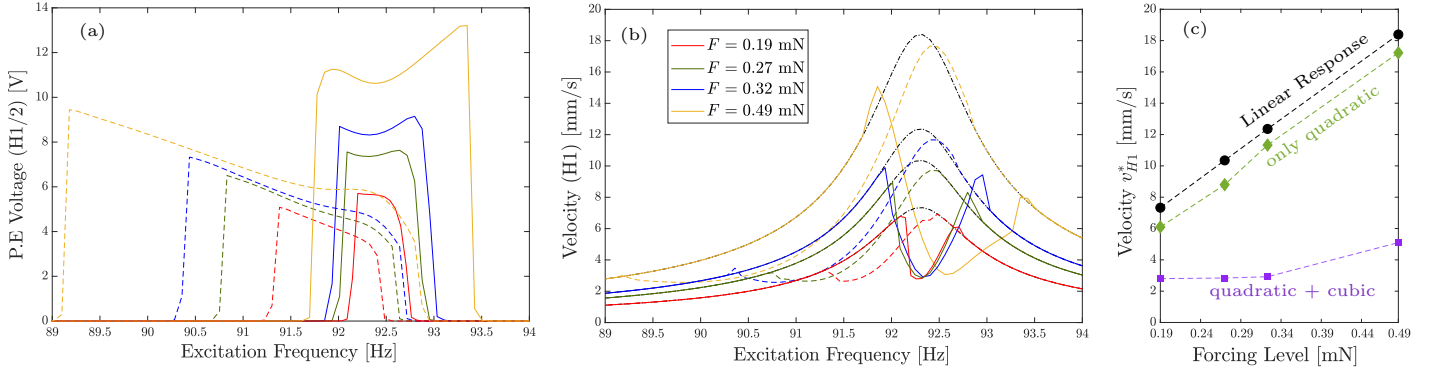 (a)
P.E Voltage (H1/2) [V]
14
12
10
8
6
4
2
0
89 89.5 90 90.5 91 91.5 92 92.5 93 93.5 94
Excitation Frequency [Hz]
(b)
Velocity (H1) [mm/s]
20
18
16
14
12
10
8
6
4
2
0
F = 0.19 mN
F = 0.27 mN
F = 0.32 mN
F = 0.49 mN
89 89.5 90 90.5 91 91.5 92 92.5 93 93.5 94
Excitation Frequency [Hz]
(c)
Velocity v*H1 [mm/s]
20
18
16
14
12
10
8
6
4
2
0
Linear Response
only quadratic
quadratic + cubic
0.19 0.24 0.29 0.34 0.39 0.44 0.49
Forcing Level [mN]